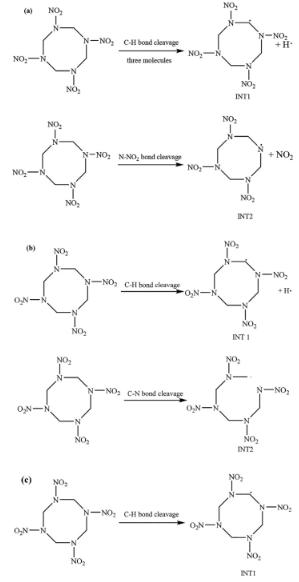 (a)
NO₂
NO₂
N
N
NO₂
N
C-H bond cleavage
NO₂
N
N
NO₂
N
three molecules
NO₂
N
+ H·
N
NO₂
NO₂
INT1
NO₂
NO₂
N
N
NO₂
N
N-NO₂ bond cleavage
N
+ NO₂
NO₂
N
NO₂
N
N
N
NO₂
NO₂
INT2
(b)
NO₂
NO₂
N
N
N
NO₂
C-H bond cleavage
N
NO₂
O₂N
N
O₂N
N
+ H·
N
N
NO₂
NO₂
INT 1
NO₂
NO₂
N
N
N
NO₂
C-N bond cleavage
N
NO₂
O₂N
N
O₂N
N
N
N
NO₂
NO₂
INT2
(c)
NO₂
NO₂
N
N
N
NO₂
C-H bond cleavage
N
NO₂
O₂N
N
O₂N
N
N
N
NO₂
NO₂
INT1